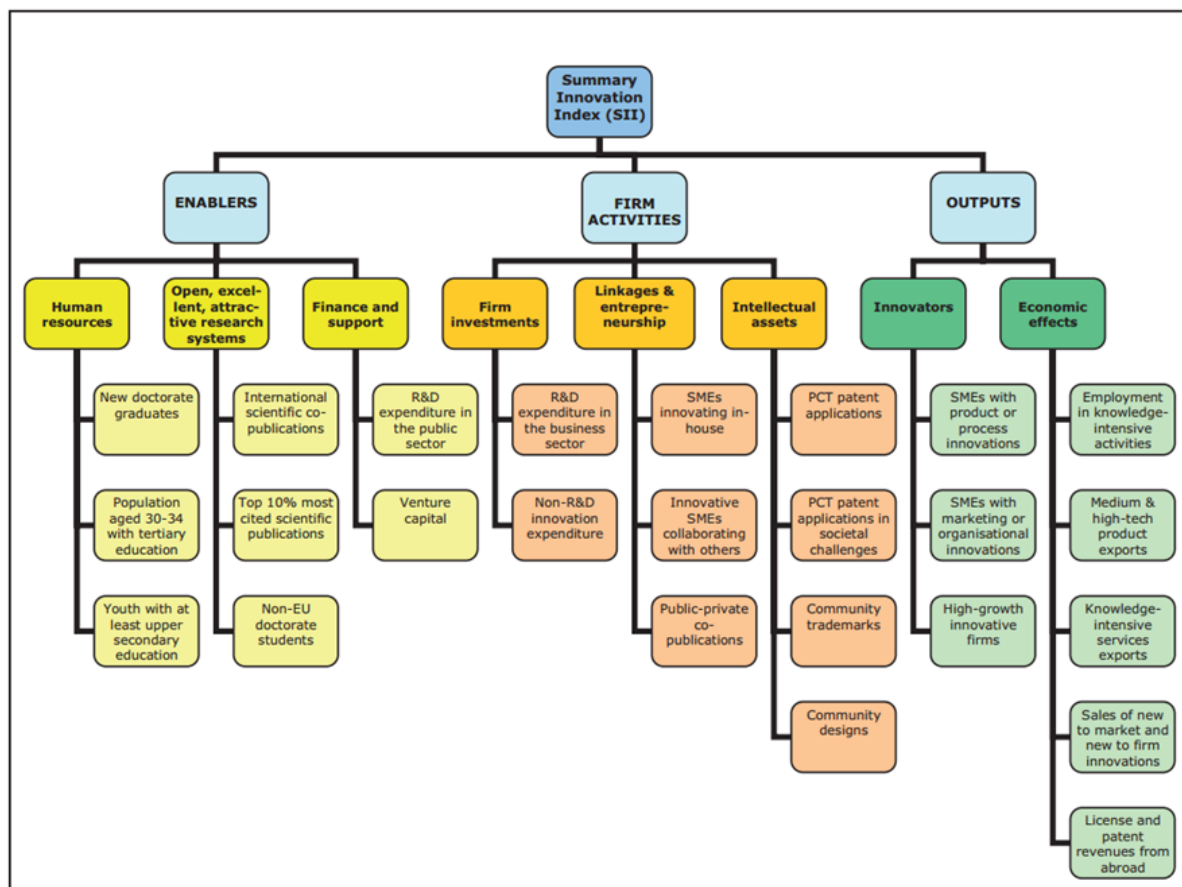 Summary
Innovation
Index (SII)
ENABLERS
FIRM
ACTIVITIES
OUTPUTS
Human
resources
Open, excel-
lent, attrac-
tive research
systems
Finance and
support
Firm
investments
Linkages &
entrepre-
neurship
Intellectual
assets
Innovators
Economic
effects
New doctorate
graduates
International
scientific co-
publications
R&D
expenditure in
the public
sector
R&D
expenditure in
the business
sector
SMEs
innovating in-
house
PCT patent
applications
SMEs with
product or
process
innovations
Employment
in knowledge-
intensive
activities
Population
aged 30-34
with tertiary
education
Top 10% most
cited scientific
publications
Venture
capital
Non-R&D
innovation
expenditure
Innovative
SMEs
collaborating
with others
PCT patent
applications in
societal
challenges
SMEs with
marketing or
organisational
innovations
Medium &
high-tech
product
exports
Youth with at
least upper
secondary
education
Non-EU
doctorate
students
Public-private
co-
publications
Community
trademarks
High-growth
innovative
firms
Knowledge-
intensive
services
exports
Community
designs
Sales of new
to market and
new to firm
innovations
License and
patent
revenues from
abroad